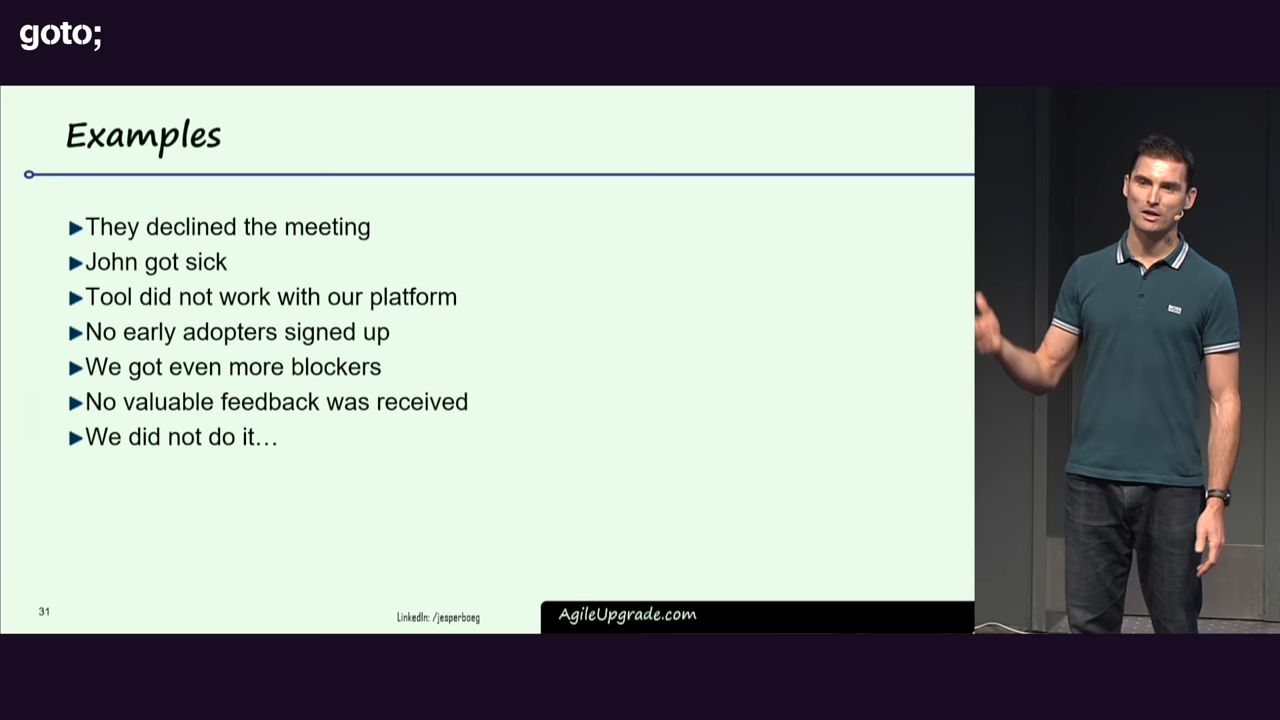 goto;
Examples
They declined the meeting
John got sick
Tool did not work with our platform
No early adopters signed up
We got even more blockers
No valuable feedback was received
We did not do it…
31
LinkedIn: /jesperboeg
AgileUpgrade.com